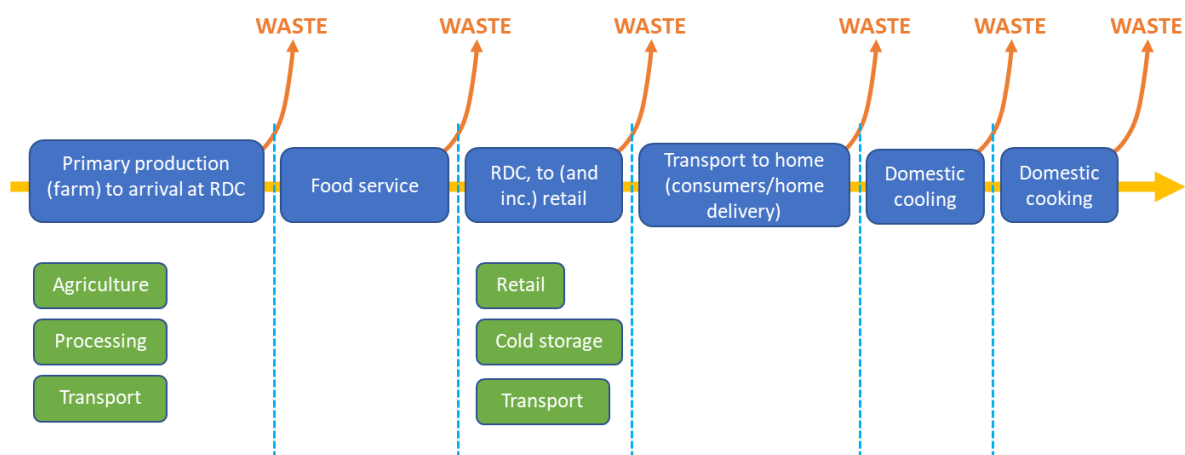 WASTE
WASTE
WASTE
WASTE
WASTE
WASTE
Primary production
(farm) to arrival at RDC
Food service
RDC, to (and
inc.) retail
Transport to home
(consumers/home
delivery)
Domestic
cooling
Domestic
cooking
Agriculture
Processing
Transport
Retail
Cold storage
Transport